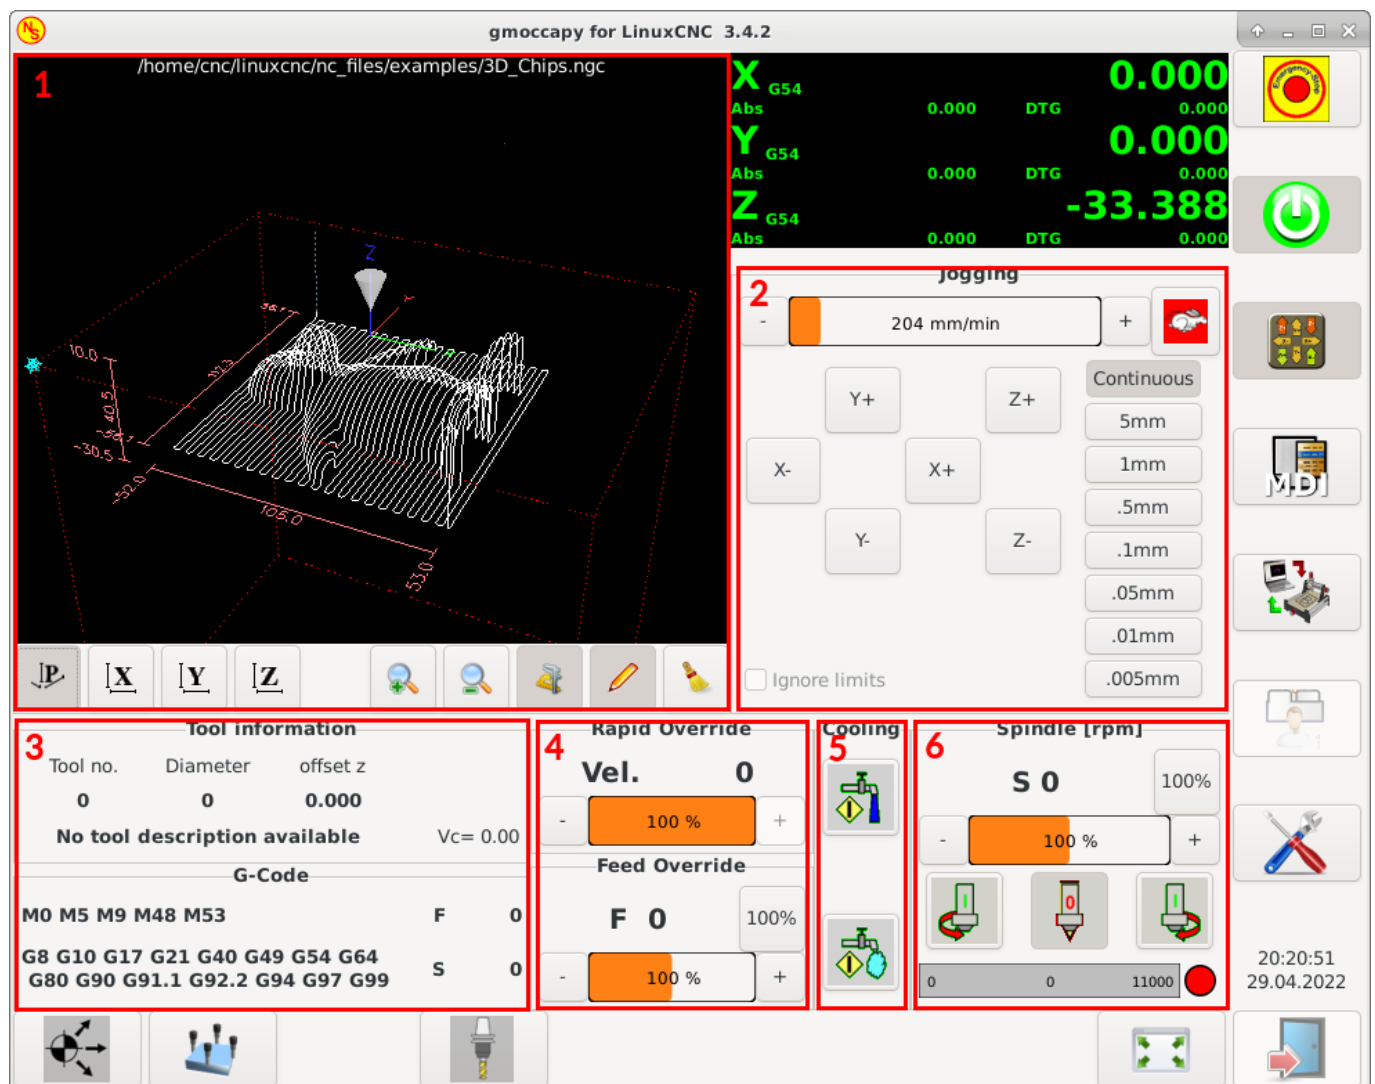 gmoccapy for LinuxCNC 3.4.2
1
/home/cnc/linuxcnc/nc_files/examples/3D_Chips.ngc
X G54 0.000
Abs 0.000 DTG 0.000
Y G54 0.000
Abs 0.000 DTG 0.000
Z G54 -33.388
Abs 0.000 DTG 0.000
Emergency-Stop
Z
10.0
40.5
-30.5
-52.0
105.0
53.0
2
Jogging
- 204 mm/min +
Continuous
Y+ Z+
5mm
X- X+
1mm
.5mm
Y- Z-
.1mm
.05mm
.01mm
Ignore limits
.005mm
MDI
P X Y Z
3
Tool information
Tool no. Diameter offset z
0 0 0.000
No tool description available Vc= 0.00
G-Code
M0 M5 M9 M48 M53 F 0
G8 G10 G17 G21 G40 G49 G54 G64
G80 G90 G91.1 G92.2 G94 G97 G99
S 0
4
Rapid Override
Vel. 0
- 100 % +
Feed Override
F 0 100%
- 100 % +
5
Cooling
6
Spindle [rpm]
S 0 100%
- 100 % +
I 0 I
0 0 11000
20:20:51
29.04.2022